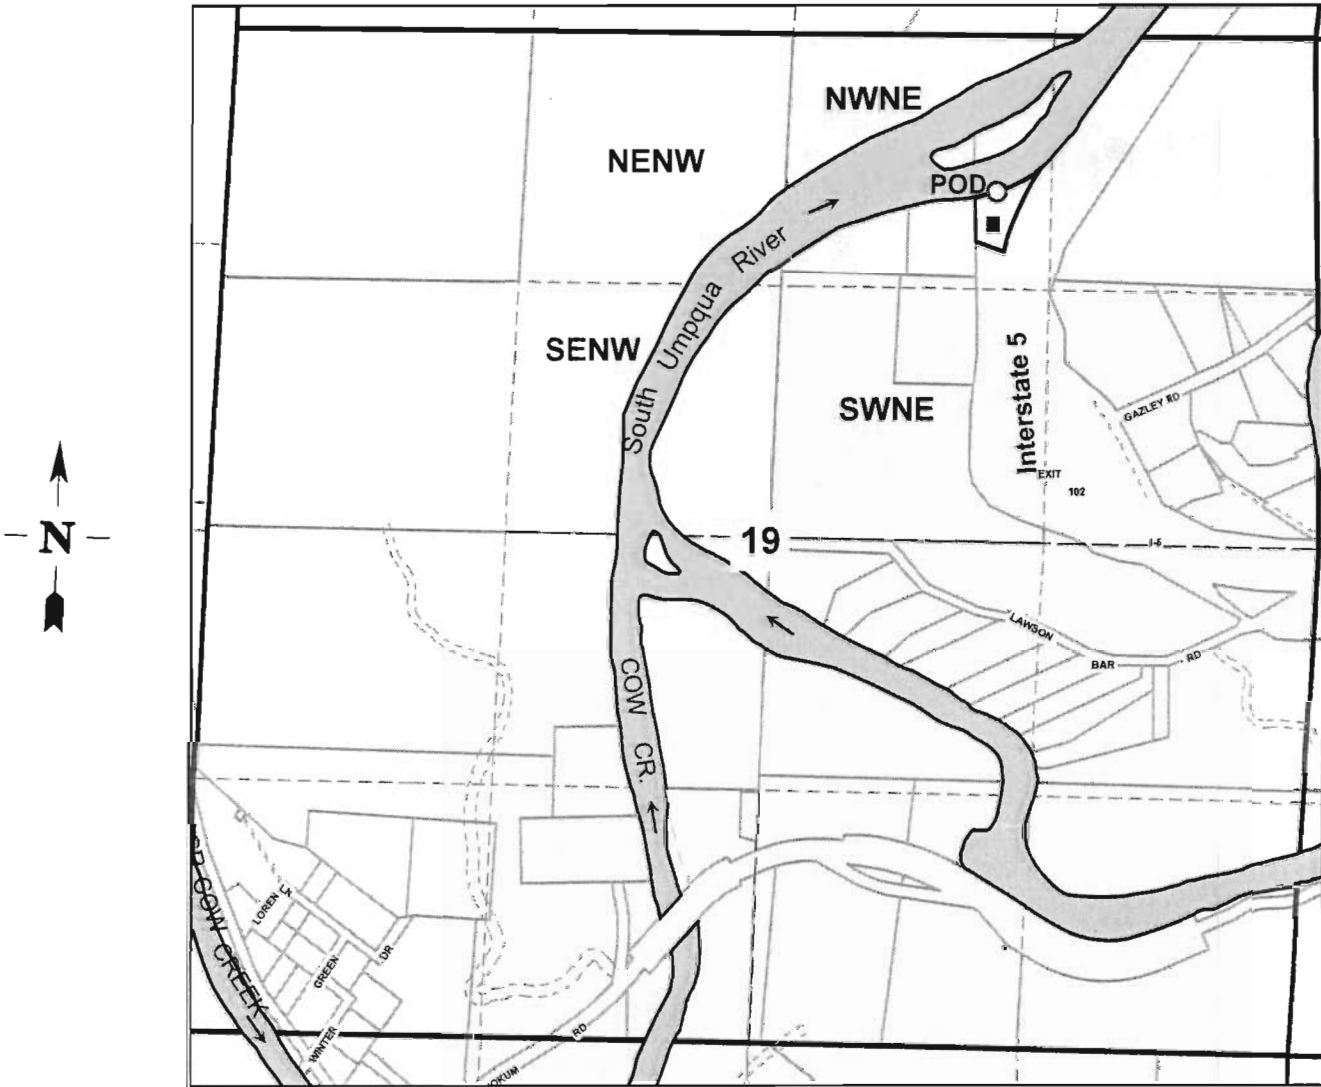 NWNE
NENW
POD
South Umpqua River
SENW
Interstate 5
SWNE
GAZLEY RD
EXIT
102
N
19
I-5
LAWSON BAR RD
COW CR.
COW CREEK
LOREN LN
GREEN
DR
WINTER
RD